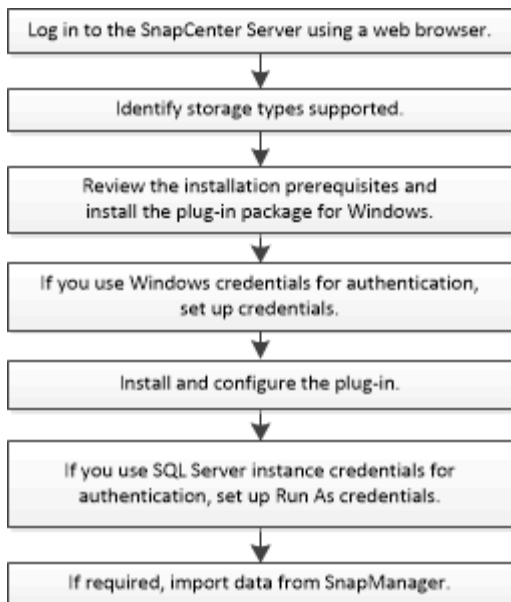 Log in to the SnapCenter Server using a web browser.
Identify storage types supported.
Review the installation prerequisites and
install the plug-in package for Windows.
If you use Windows credentials for authentication,
set up credentials.
Install and configure the plug-in.
If you use SQL Server instance credentials for
authentication, set up Run As credentials.
If required, import data from SnapManager.